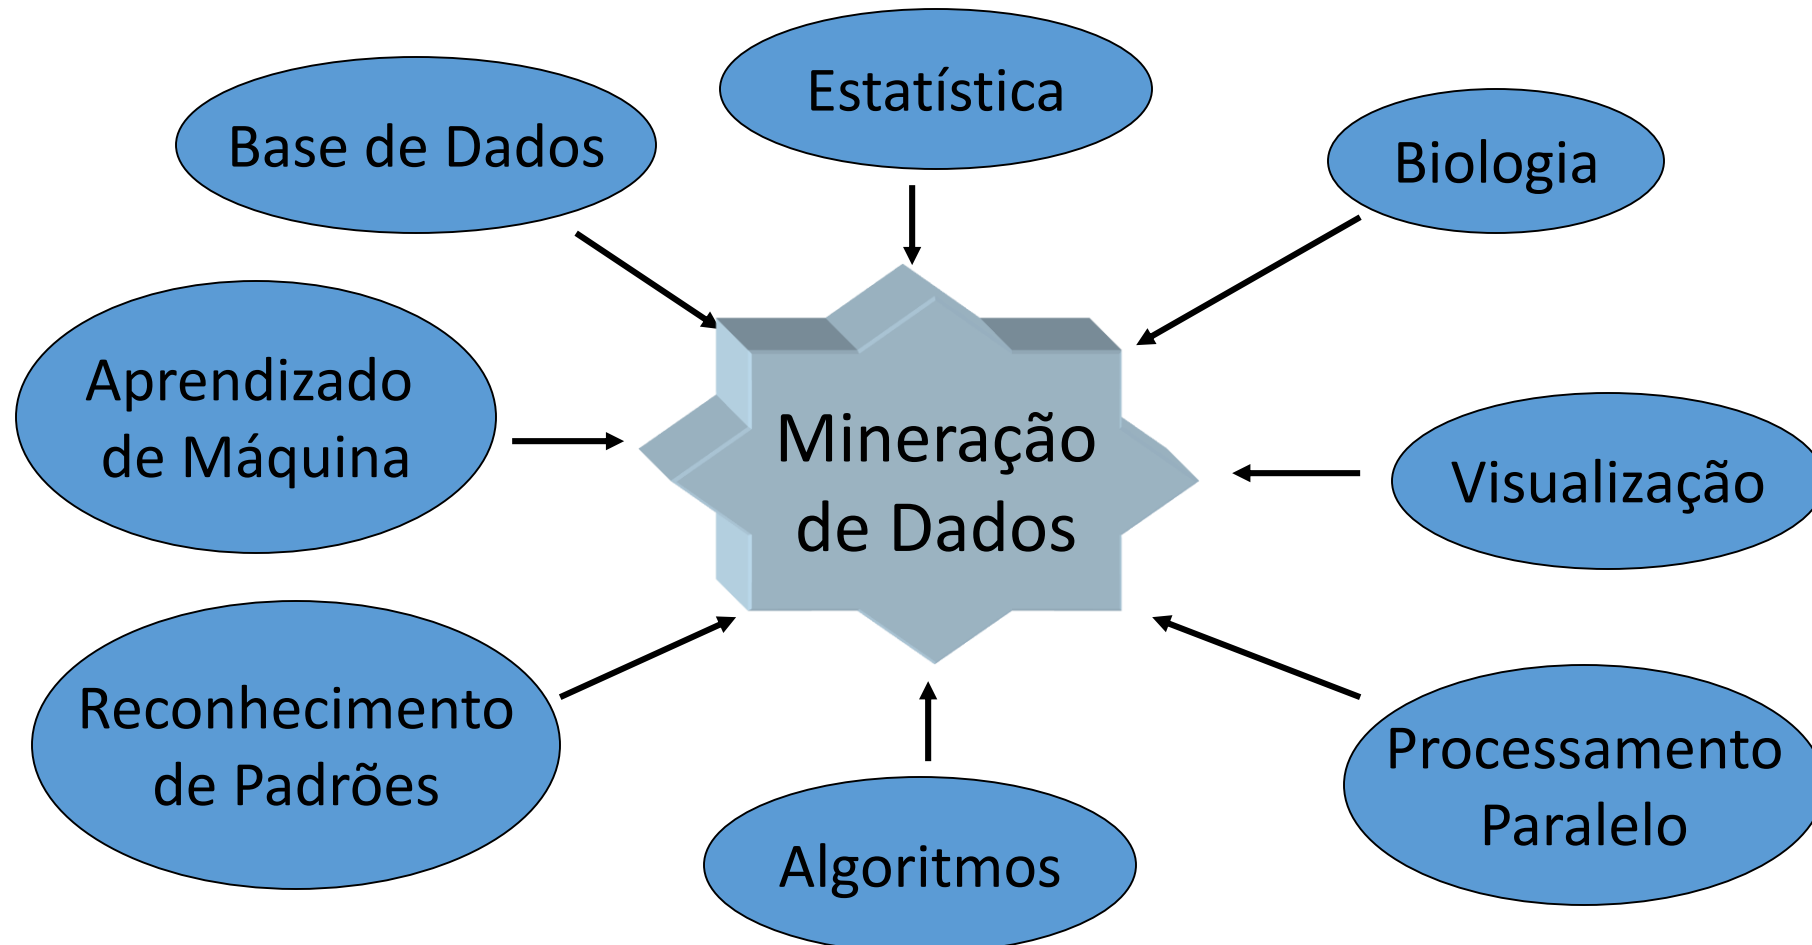 Estatística
Base de Dados
Biologia
Aprendizado
de Máquina
Mineração
de Dados
Visualização
Reconhecimento
de Padrões
Processamento
Paralelo
Algoritmos